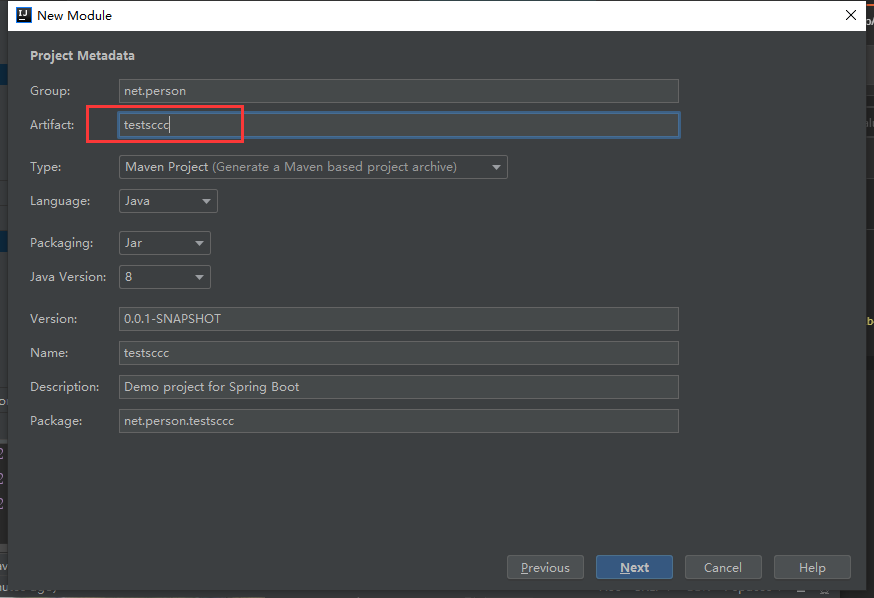 New Module
Project Metadata
Group: net.person
Artifact: testsccc
Type: Maven Project (Generate a Maven based project archive)
Language: Java
Packaging: Jar
Java Version: 8
Version: 0.0.1-SNAPSHOT
Name: testsccc
Description: Demo project for Spring Boot
Package: net.person.testsccc
Previous Next Cancel Help